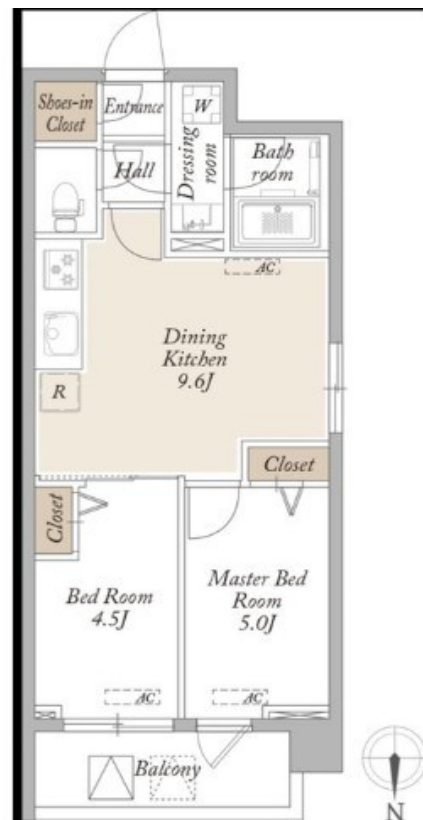 Shoes-in
Closet
Entrance
W
Hall
Dressing
room
Bath
room
AC
Dining
Kitchen
9.6J
R
Closet
Closet
Bed Room
4.5J
Master Bed
Room
5.0J
AC
AC
Balcony
N